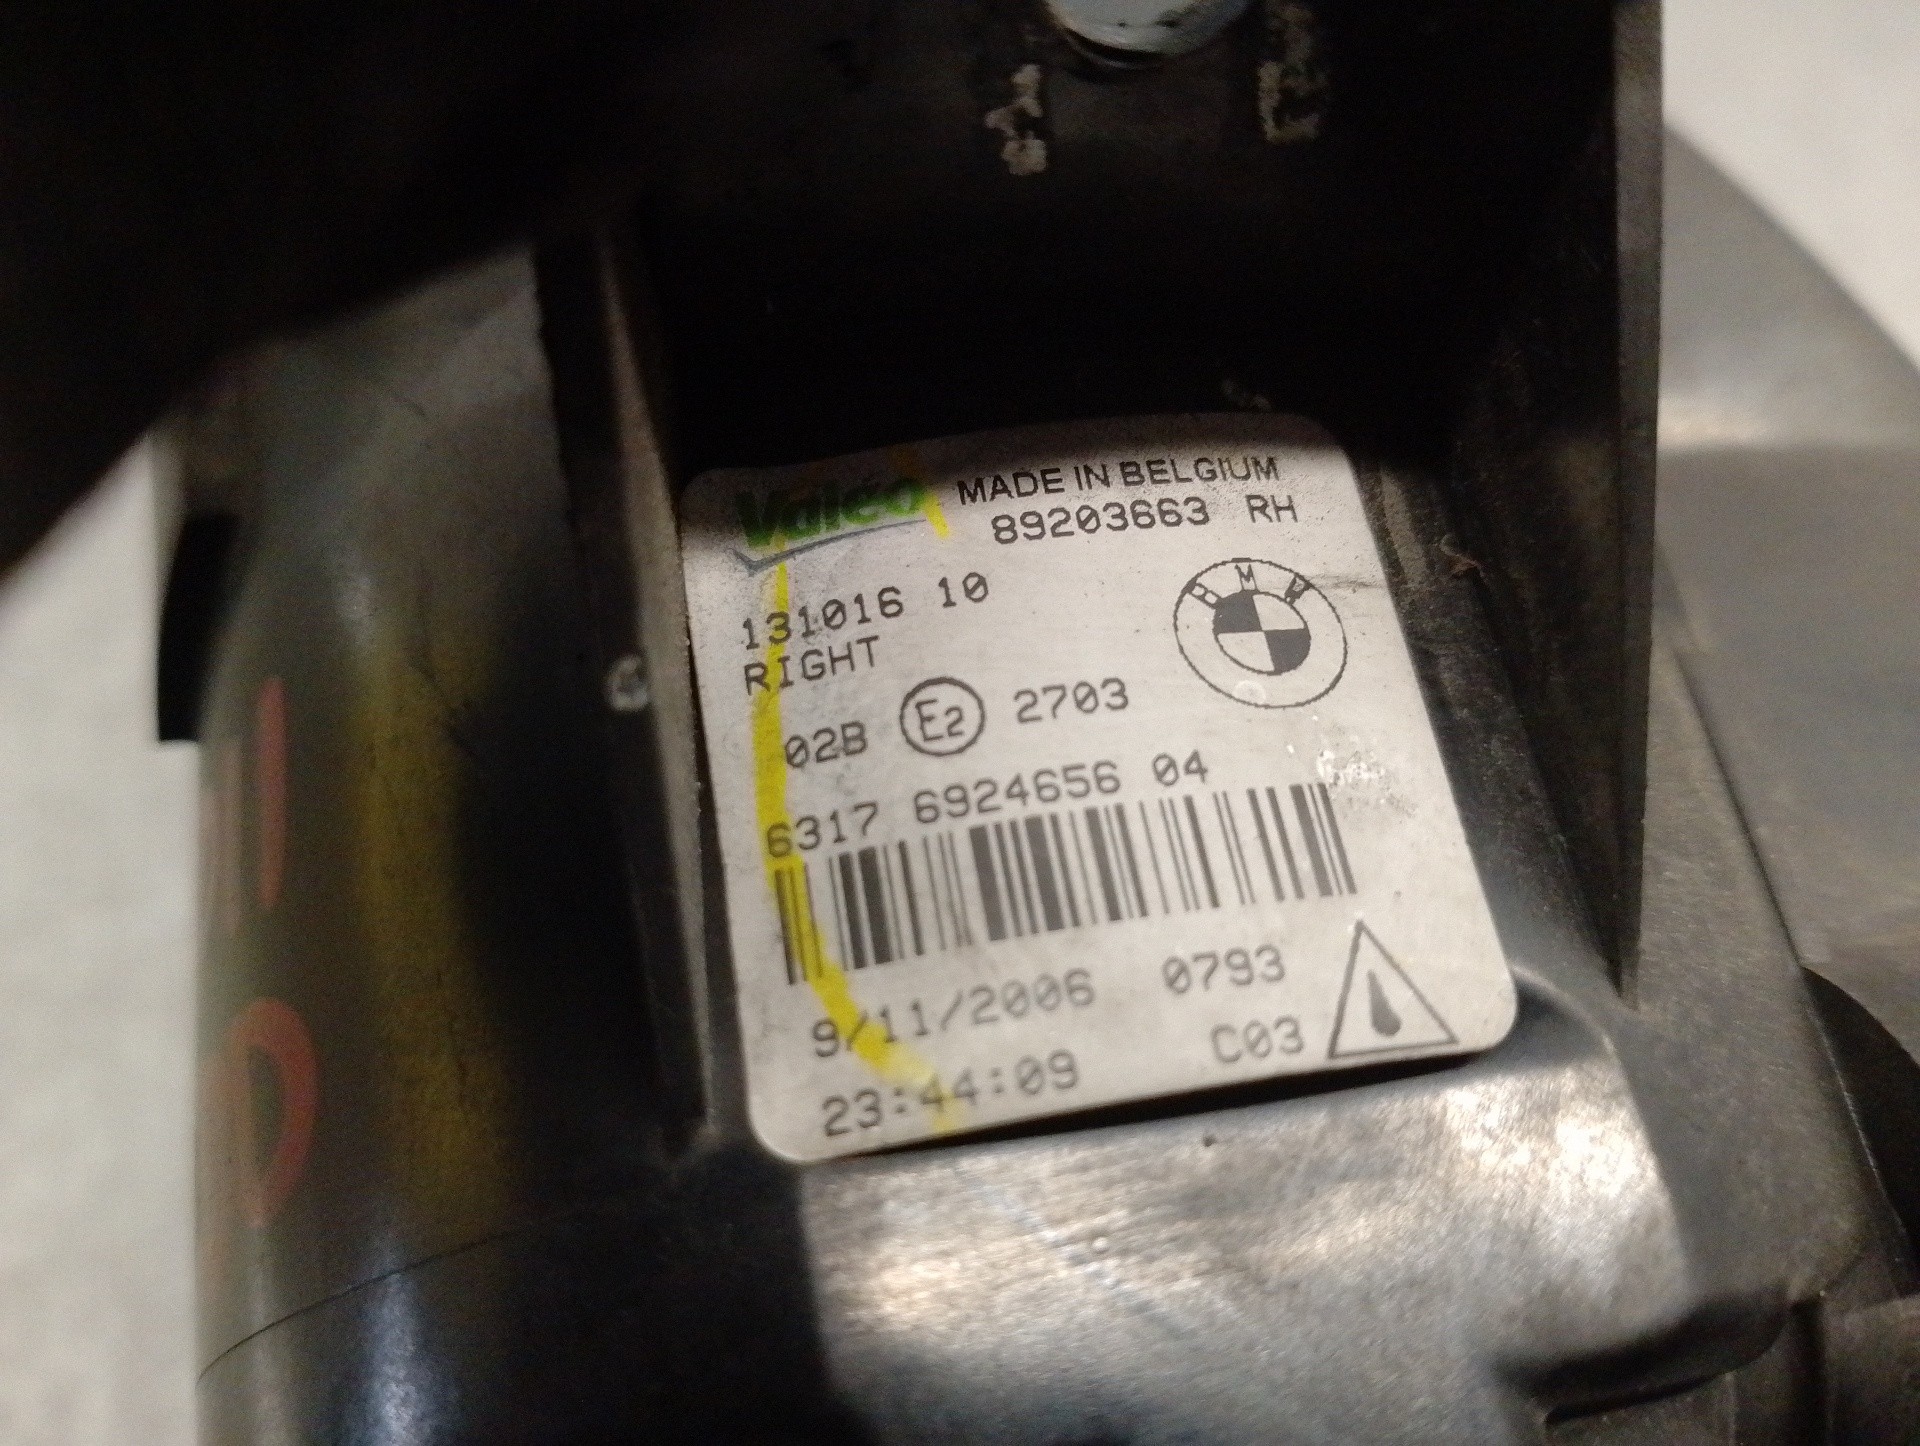 Valeo MADE IN BELGIUM
89203663 RH
131016 10
RIGHT
BMW
02B E2 2703
6317 6924656 04
9/11/2006 0793
23:44:09 C03